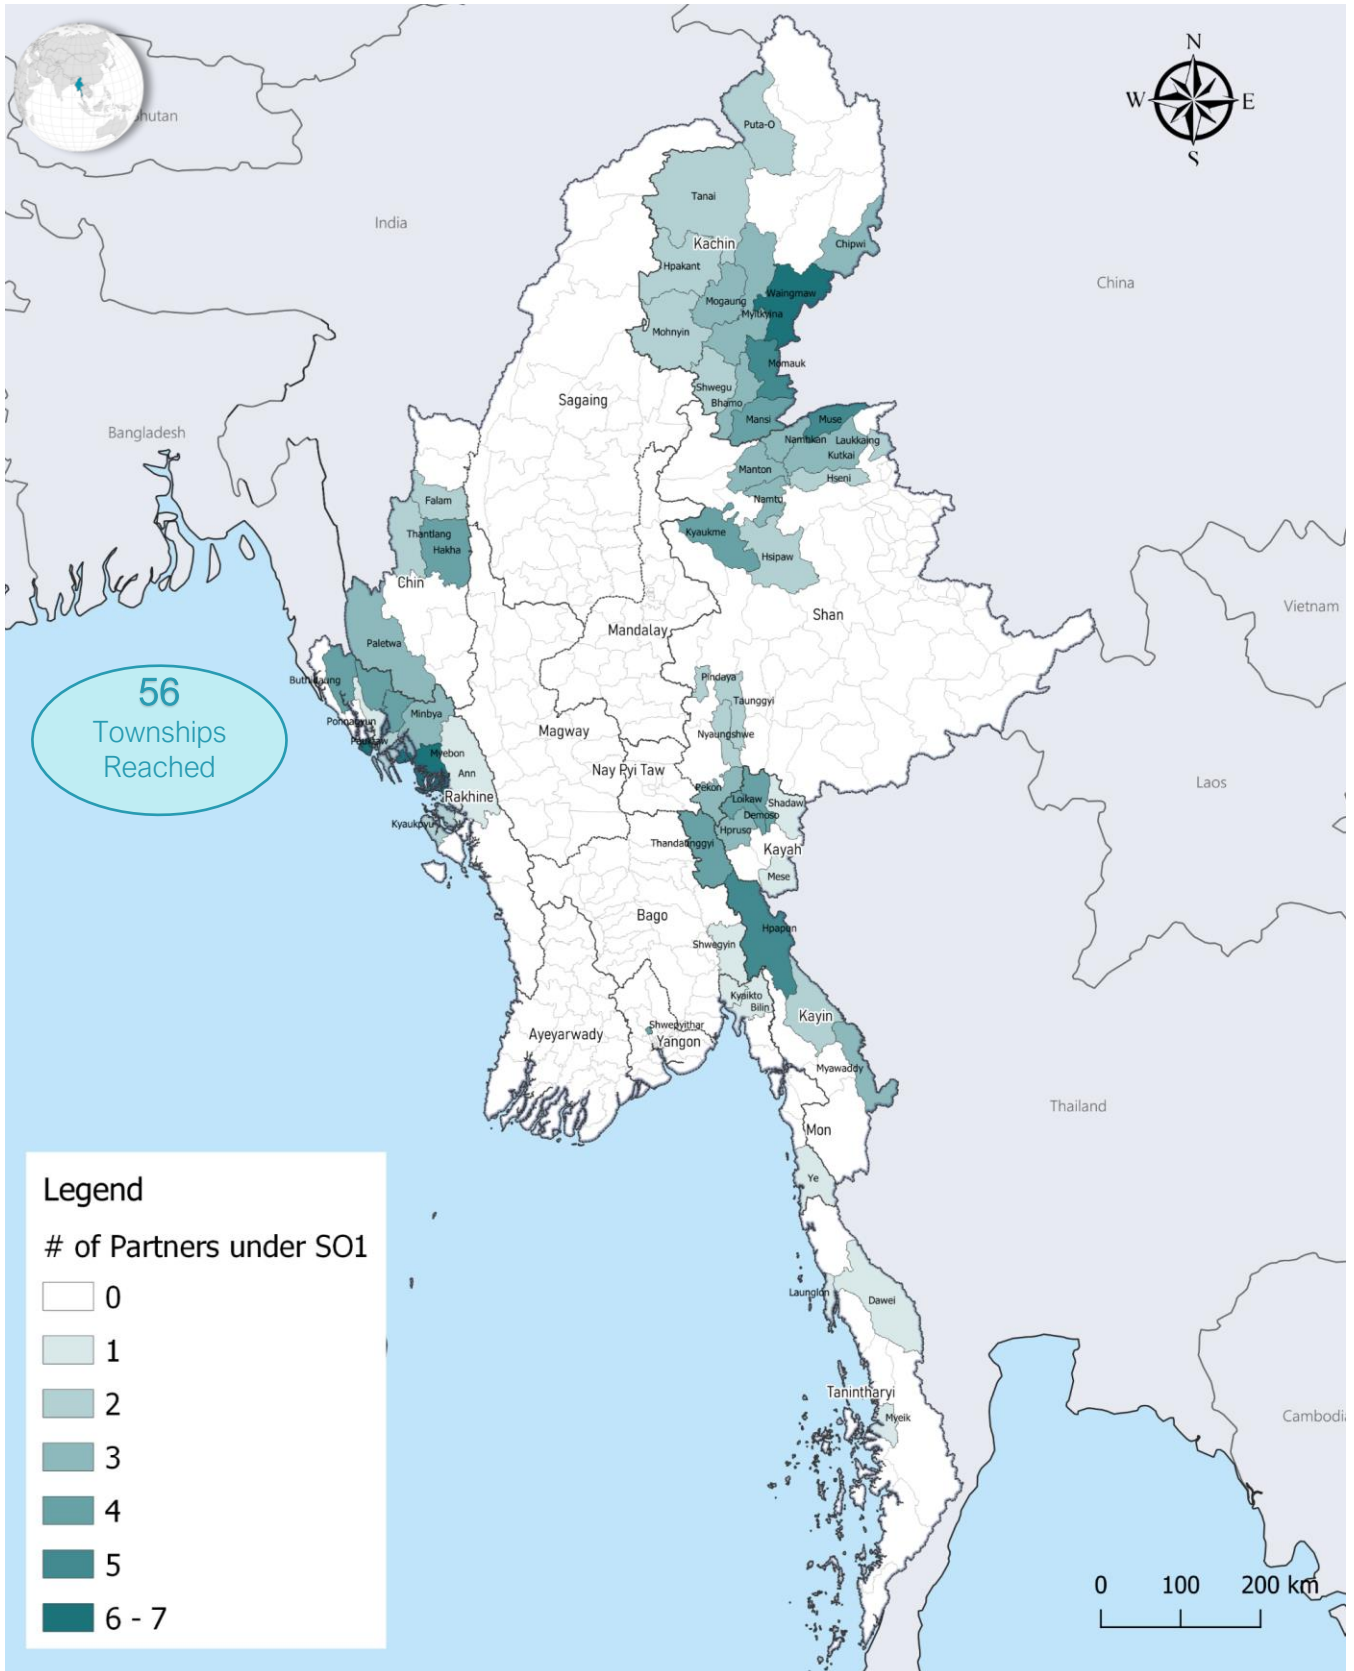 N
W E
S
Bhutan
India
China
Bangladesh
Vietnam
Laos
Thailand
Cambodia
Puta-O
Tanai
Kachin
Chipwi
Hpakant
Waingmaw
Mogaung
Myitkyina
Mohnyin
Momauk
Shwegu
Bhamo
Mansi
Muse
Sagaing
Namhkan
Laukkaing
Kutkai
Manton
Hseni
Namtu
Falam
Thantlang
Hakha
Kyaukme
Hsipaw
Chin
Shan
Mandalay
Paletwa
Pindaya
Buthidaung
Taunggyi
Minbya
Ponnagyun
Nyaungshwe
Magway
Pauktaw
Myebon
Ann
Nay Pyi Taw
Rakhine
Pekon
Loikaw
Shadaw
Demoso
Kyaukpyu
Hpruso
Thandaunggyi
Kayah
Mese
Bago
Hpapun
Shwegyin
Kyaikto
Bilin
Kayin
Shwepyithar
Ayeyarwady
Yangon
Myawaddy
Mon
Ye
Launglon
Dawei
Tanintharyi
Myeik
56
Townships
Reached
Legend
# of Partners under SO1
0
1
2
3
4
5
6 - 7
0 100 200 km